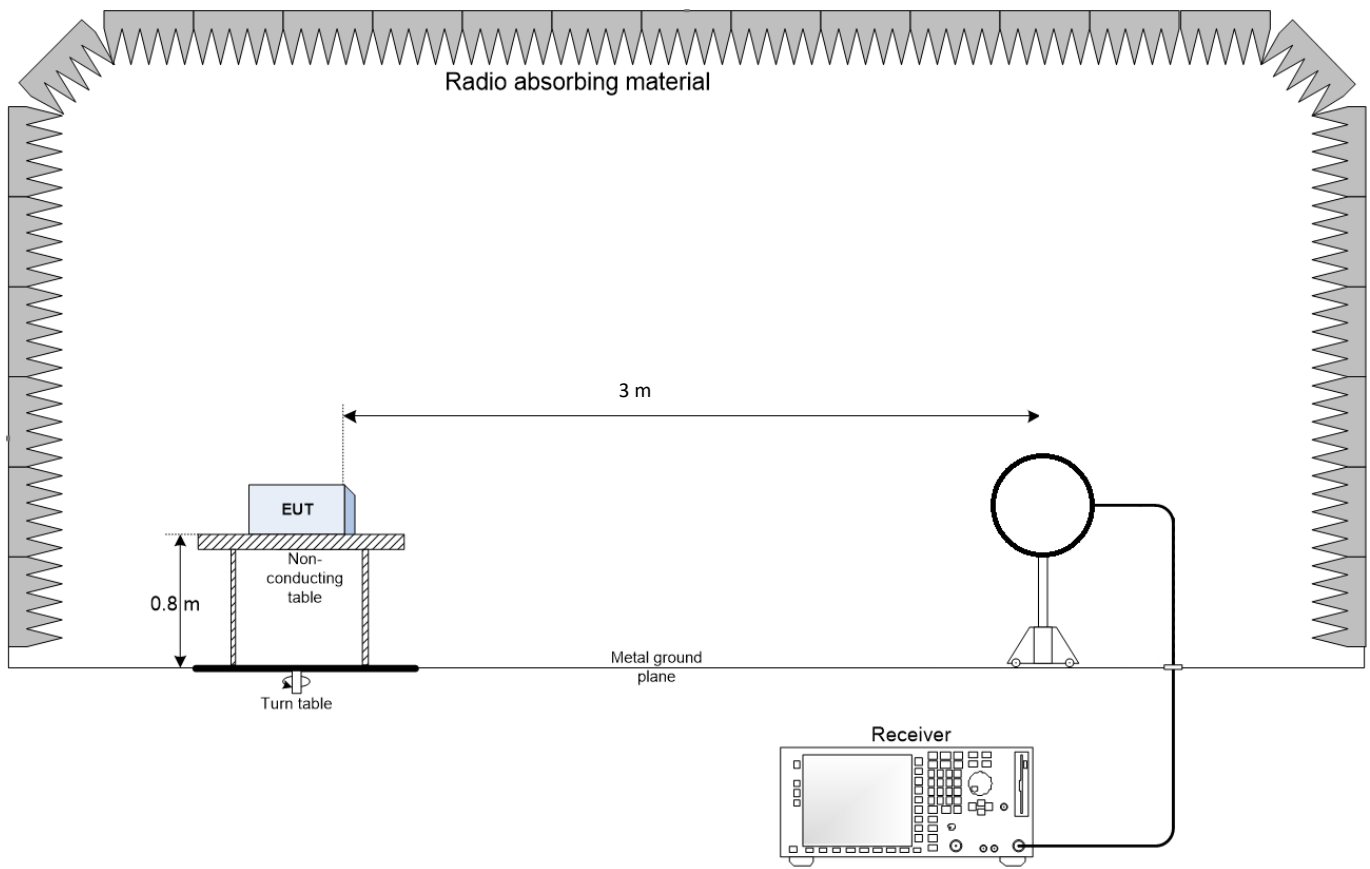 Radio absorbing material
3 m
EUT
Non-
conducting
table
0.8 m
Metal ground
plane
Turn table
Receiver